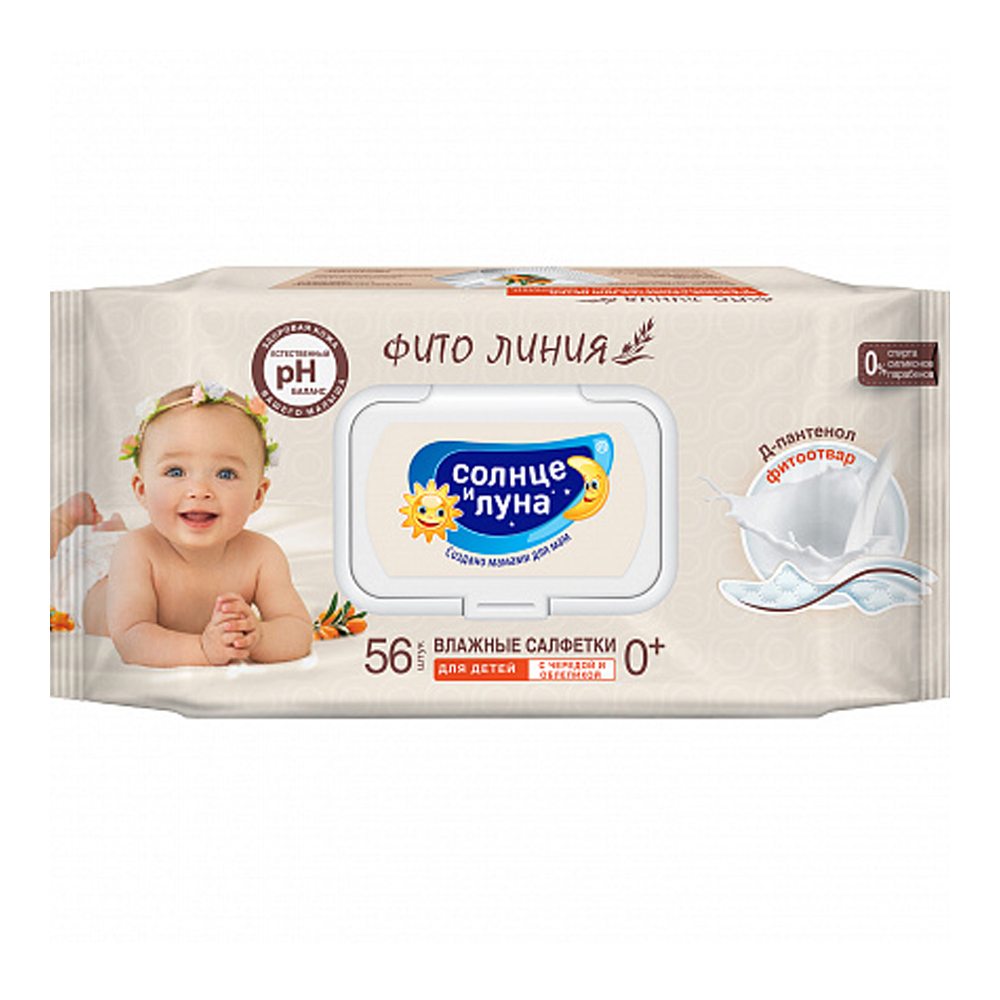 ФИТО ЛИНИЯ
ЗДОРОВАЯ КОЖА
ЕСТЕСТВЕННЫЙ
pH
БАЛАНС
ВАШЕГО МАЛЫША
0%
спирта
силиконов
парабенов
СОЛНЦЕ
И
ЛУНА
®
Создано мамами для мам
Д-пантенол
фитоотвар
56 штук
ВЛАЖНЫЕ САЛФЕТКИ
ДЛЯ ДЕТЕЙ
С ЧЕРЕДОЙ И
ОБЛЕПИХОЙ
0+